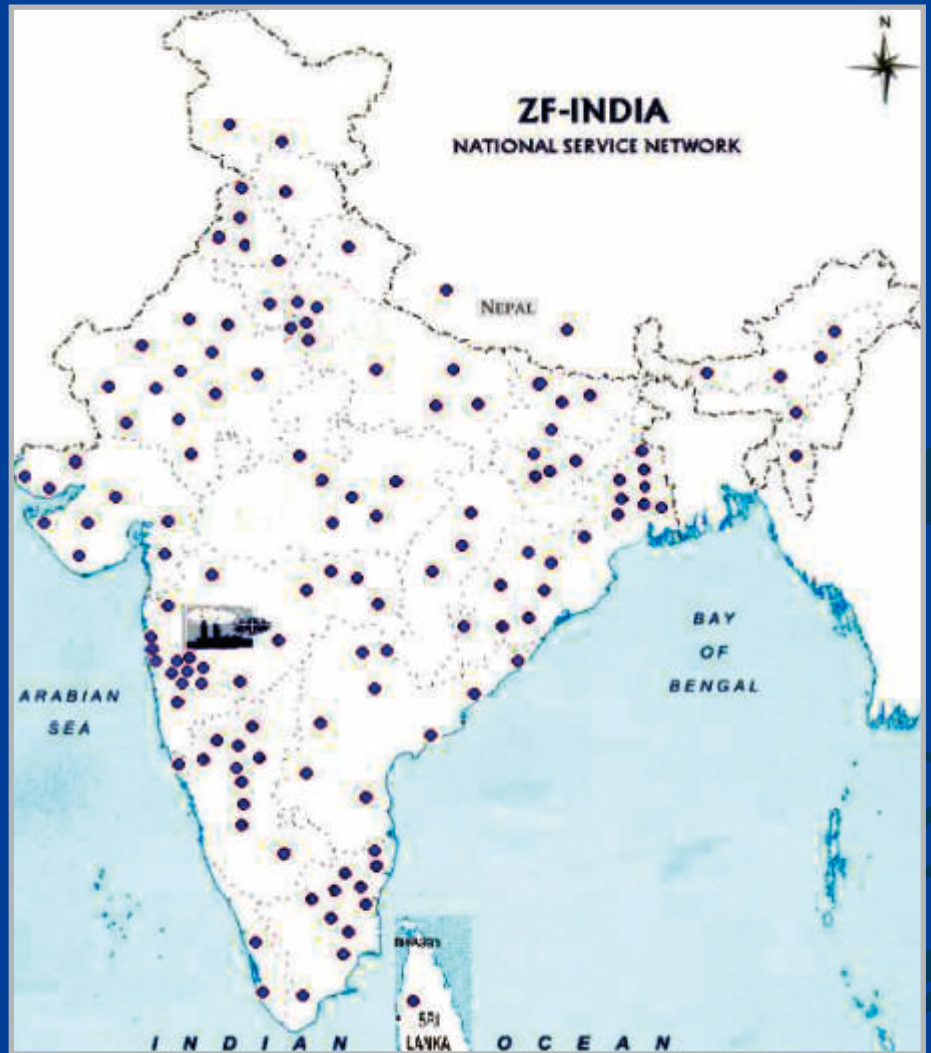 N
ZF-INDIA
NATIONAL SERVICE NETWORK
NEPAL
BAY
OF
BENGAL
ARABIAN
SEA
SRI
LANKA
INDIAN OCEAN